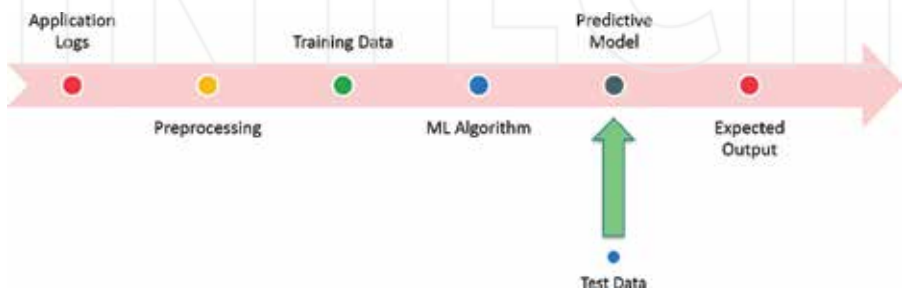 Application
Logs
Preprocessing
Training Data
ML Algorithm
Predictive
Model
Expected
Output
Test Data